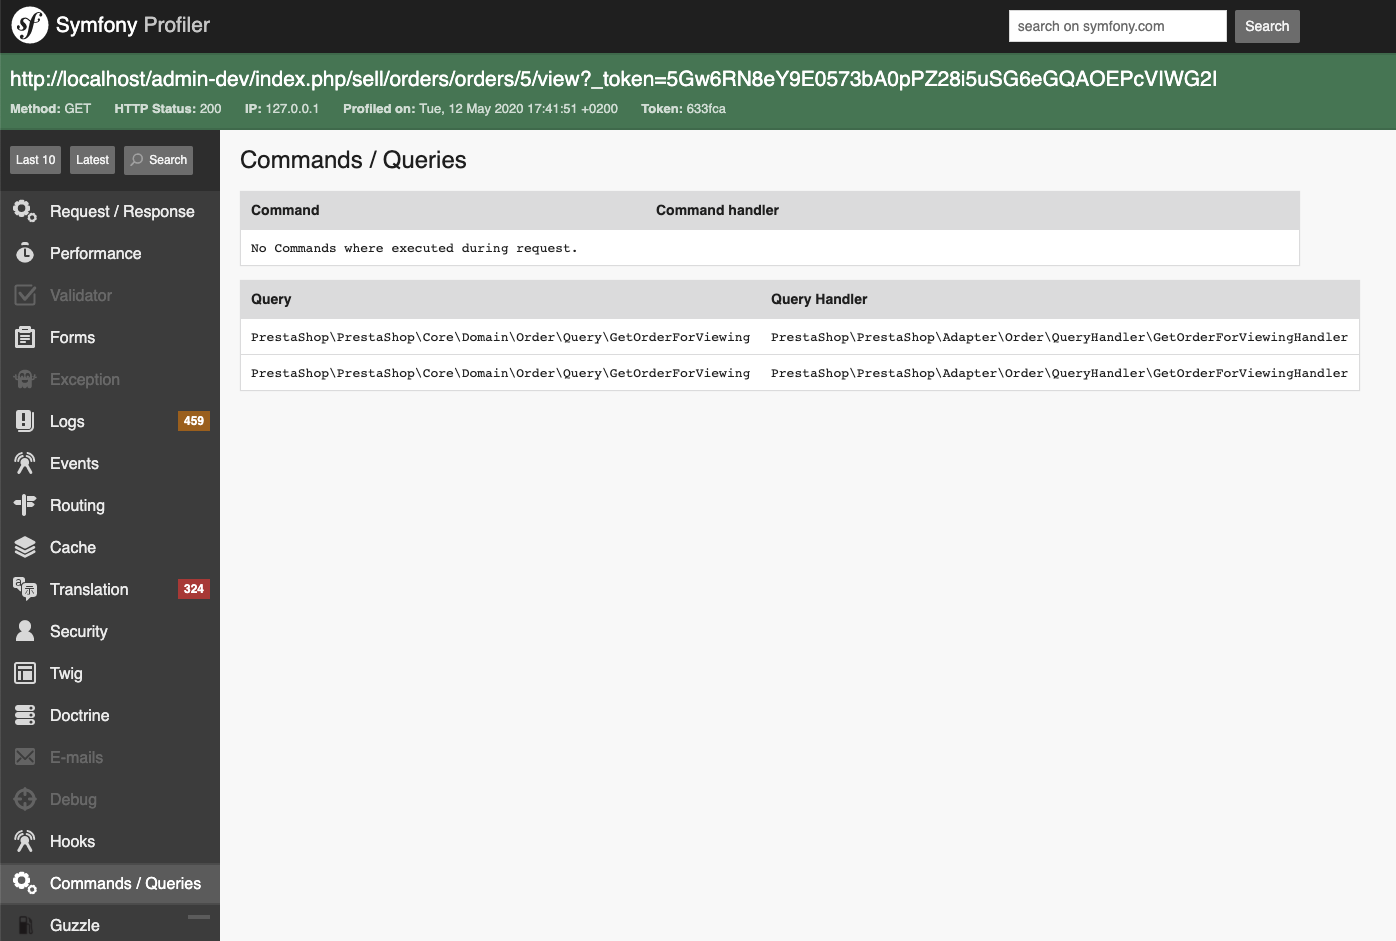 Symfony Profiler
search on symfony.com
Search
http://localhost/admin-dev/index.php/sell/orders/orders/5/view?_token=5Gw6RN8eY9E0573bA0pPZ28i5uSG6eGQAOEPcVIWG2I
Method: GET HTTP Status: 200 IP: 127.0.0.1 Profiled on: Tue, 12 May 2020 17:41:51 +0200 Token: 633fca
Last 10
Latest
Search
Request / Response
Performance
Validator
Forms
Exception
Logs 459
Events
Routing
Cache
Translation 324
Security
Twig
Doctrine
E-mails
Debug
Hooks
Commands / Queries
Guzzle
Commands / Queries
Command Command handler
No Commands where executed during request.
Query Query Handler
PrestaShop\PrestaShop\Core\Domain\Order\Query\GetOrderForViewing PrestaShop\PrestaShop\Adapter\Order\QueryHandler\GetOrderForViewingHandler
PrestaShop\PrestaShop\Core\Domain\Order\Query\GetOrderForViewing PrestaShop\PrestaShop\Adapter\Order\QueryHandler\GetOrderForViewingHandler